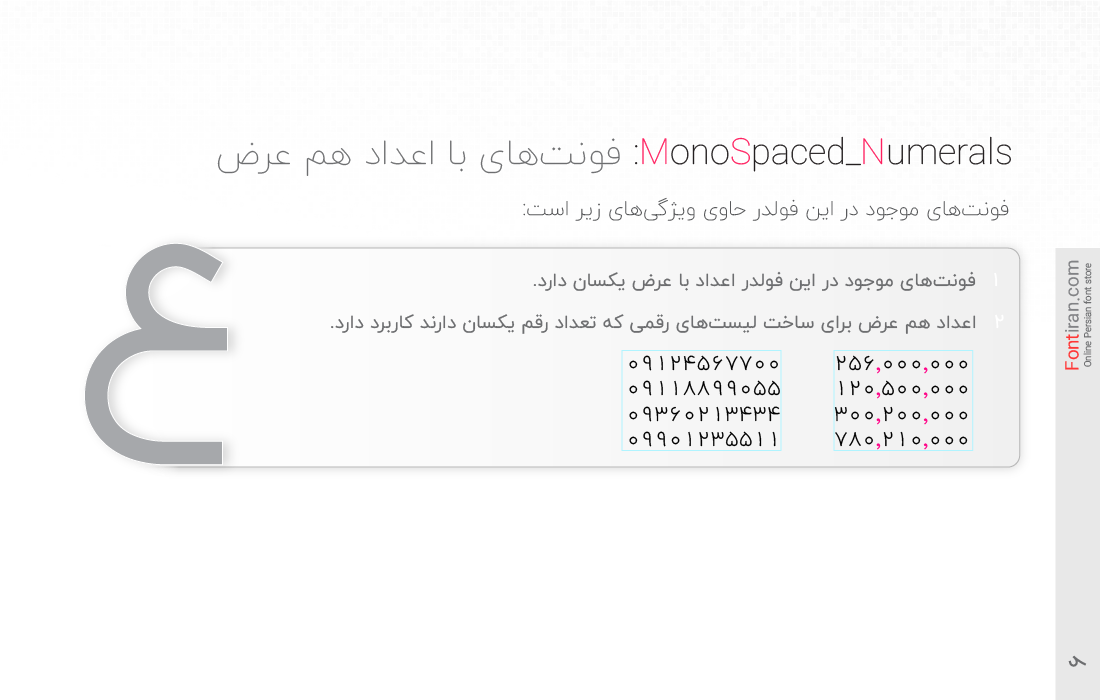 MonoSpaced_Numerals: فونت‌های با اعداد هم عرض
فونت‌های موجود در این فولدر حاوی ویژگی‌های زیر است:
۱ فونت‌های موجود در این فولدر اعداد با عرض یکسان دارد.
۲ اعداد هم عرض برای ساخت لیست‌های رقمی که تعداد رقم یکسان دارند کاربرد دارد.
۲۵۶,۰۰۰,۰۰۰
۱۲۰,۵۰۰,۰۰۰
۳۰۰,۲۰۰,۰۰۰
۷۸۰,۲۱۰,۰۰۰
۰۹۱۲۴۵۶۷۷۰۰
۰۹۱۱۸۸۹۹۰۵۵
۰۹۳۶۰۲۱۳۴۳۴
۰۹۹۰۱۲۳۵۵۱۱
ع
Fontiran.com
Online Persian font store
۶